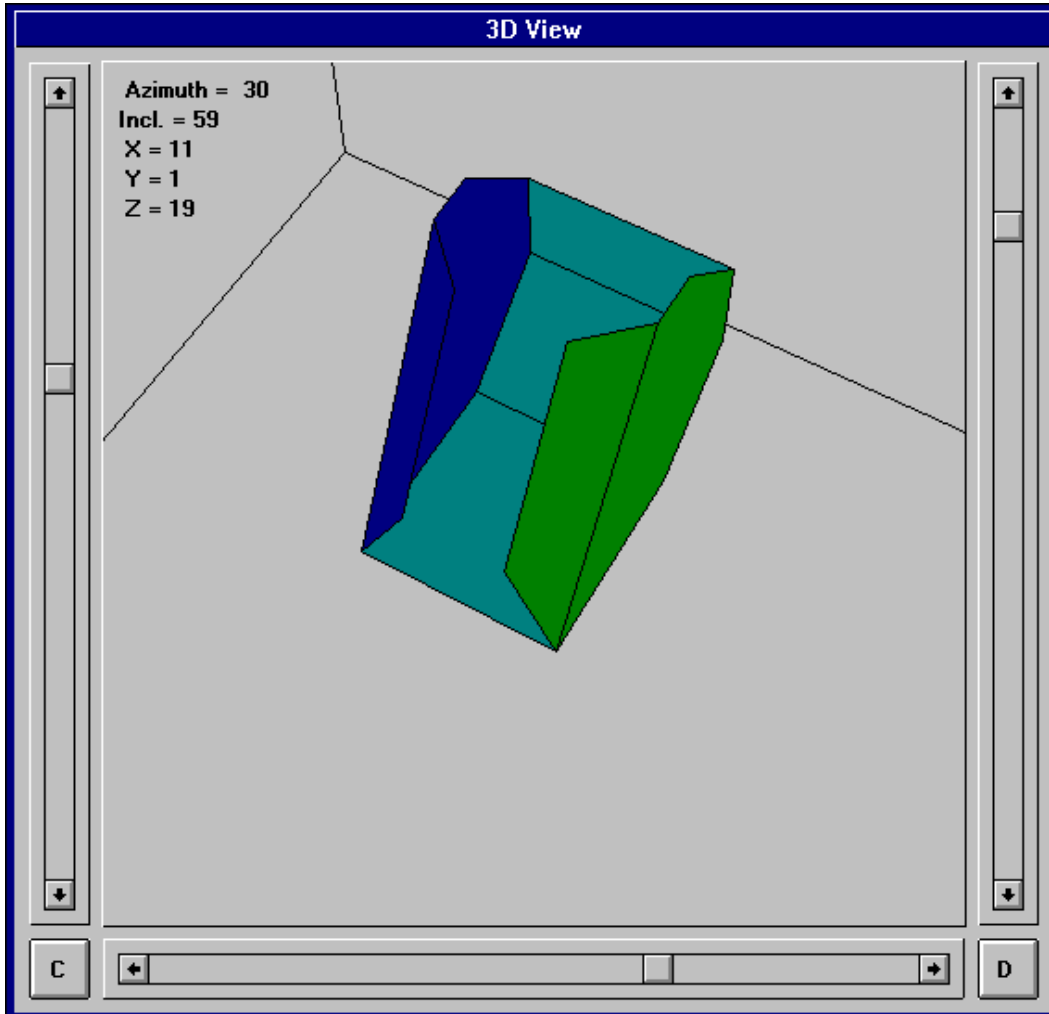 3D View
Azimuth = 30
Incl. = 59
X = 11
Y = 1
Z = 19
C
D